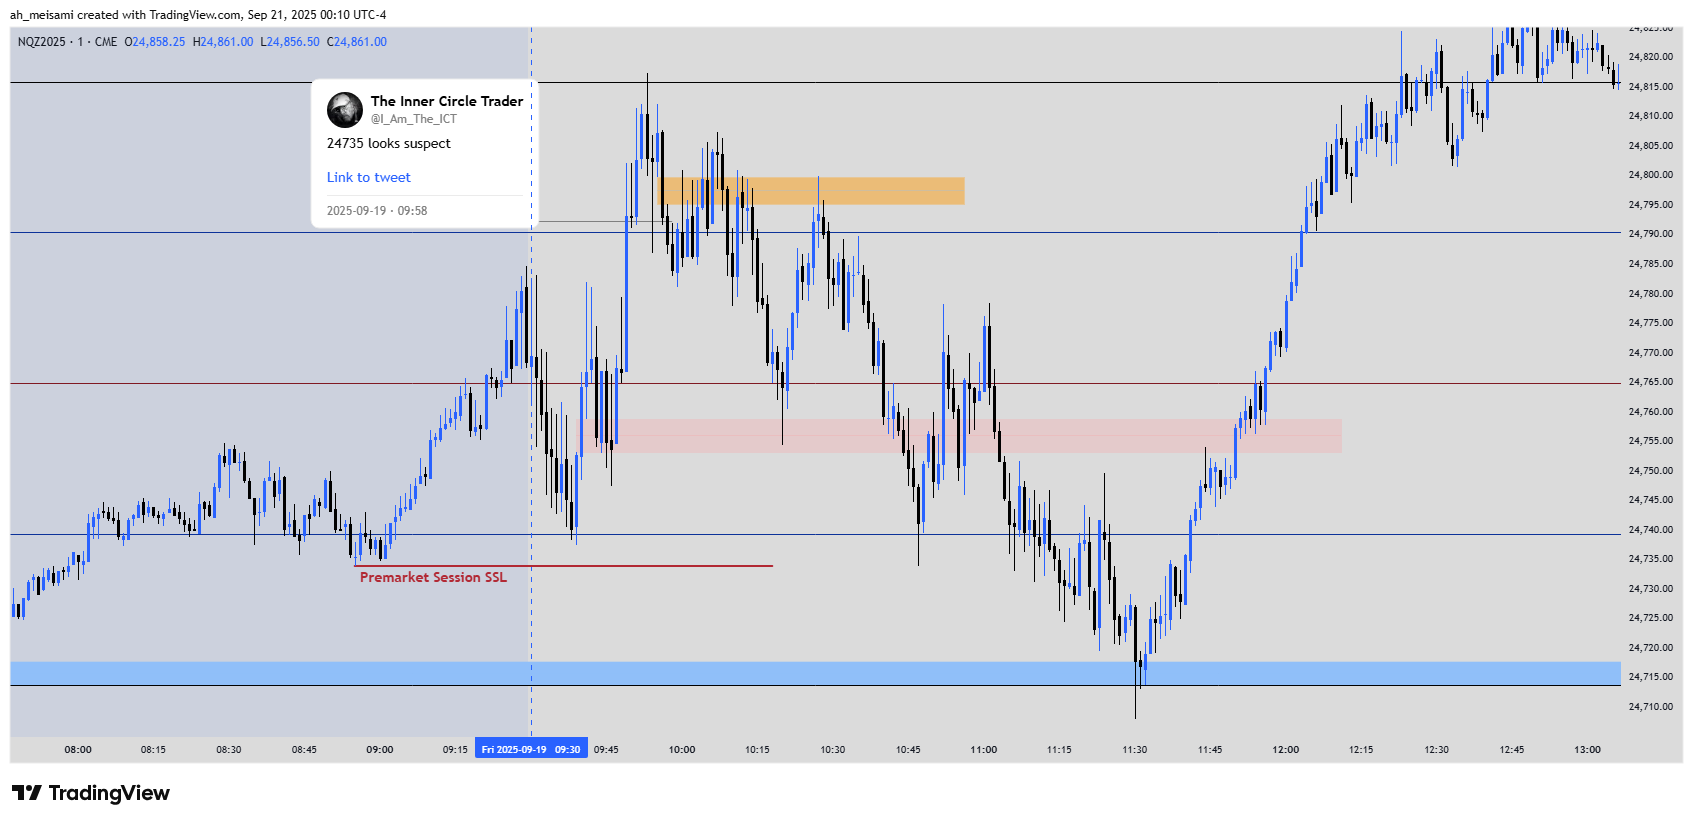 ah_meisami created with TradingView.com, Sep 21, 2025 00:10 UTC-4
NQZ2025 · 1 · CME O24,858.25 H24,861.00 L24,856.50 C24,861.00
The Inner Circle Trader
@I_Am_The_ICT
24735 looks suspect
Link to tweet
2025-09-19 · 09:58
Premarket Session SSL
24,825.00
24,820.00
24,815.00
24,810.00
24,805.00
24,800.00
24,795.00
24,790.00
24,785.00
24,780.00
24,775.00
24,770.00
24,765.00
24,760.00
24,755.00
24,750.00
24,745.00
24,740.00
24,735.00
24,730.00
24,725.00
24,720.00
24,715.00
24,710.00
08:00 08:15 08:30 08:45 09:00 09:15 Fri 2025-09-19 09:30 09:45 10:00 10:15 10:30 10:45 11:00 11:15 11:30 11:45 12:00 12:15 12:30 12:45 13:00
TradingView